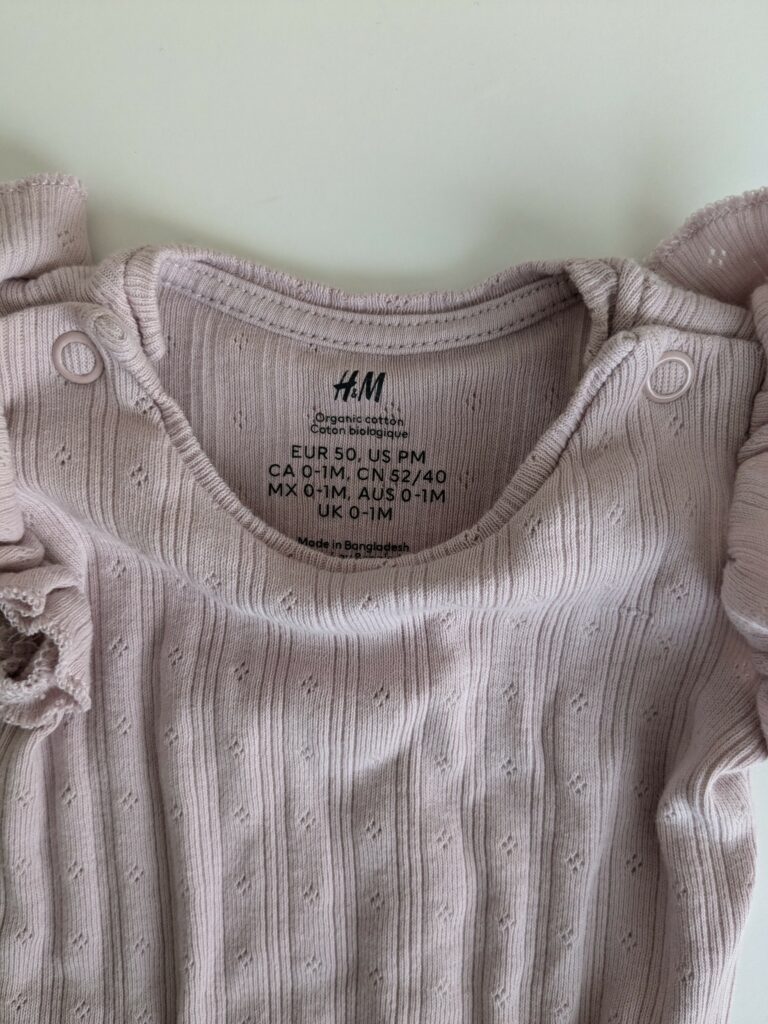 H&M
Organic cotton
Coton biologique
EUR 50, US PM
CA 0-1M, CN 52/40
MX 0-1M, AUS 0-1M
UK 0-1M
Made in Bangladesh